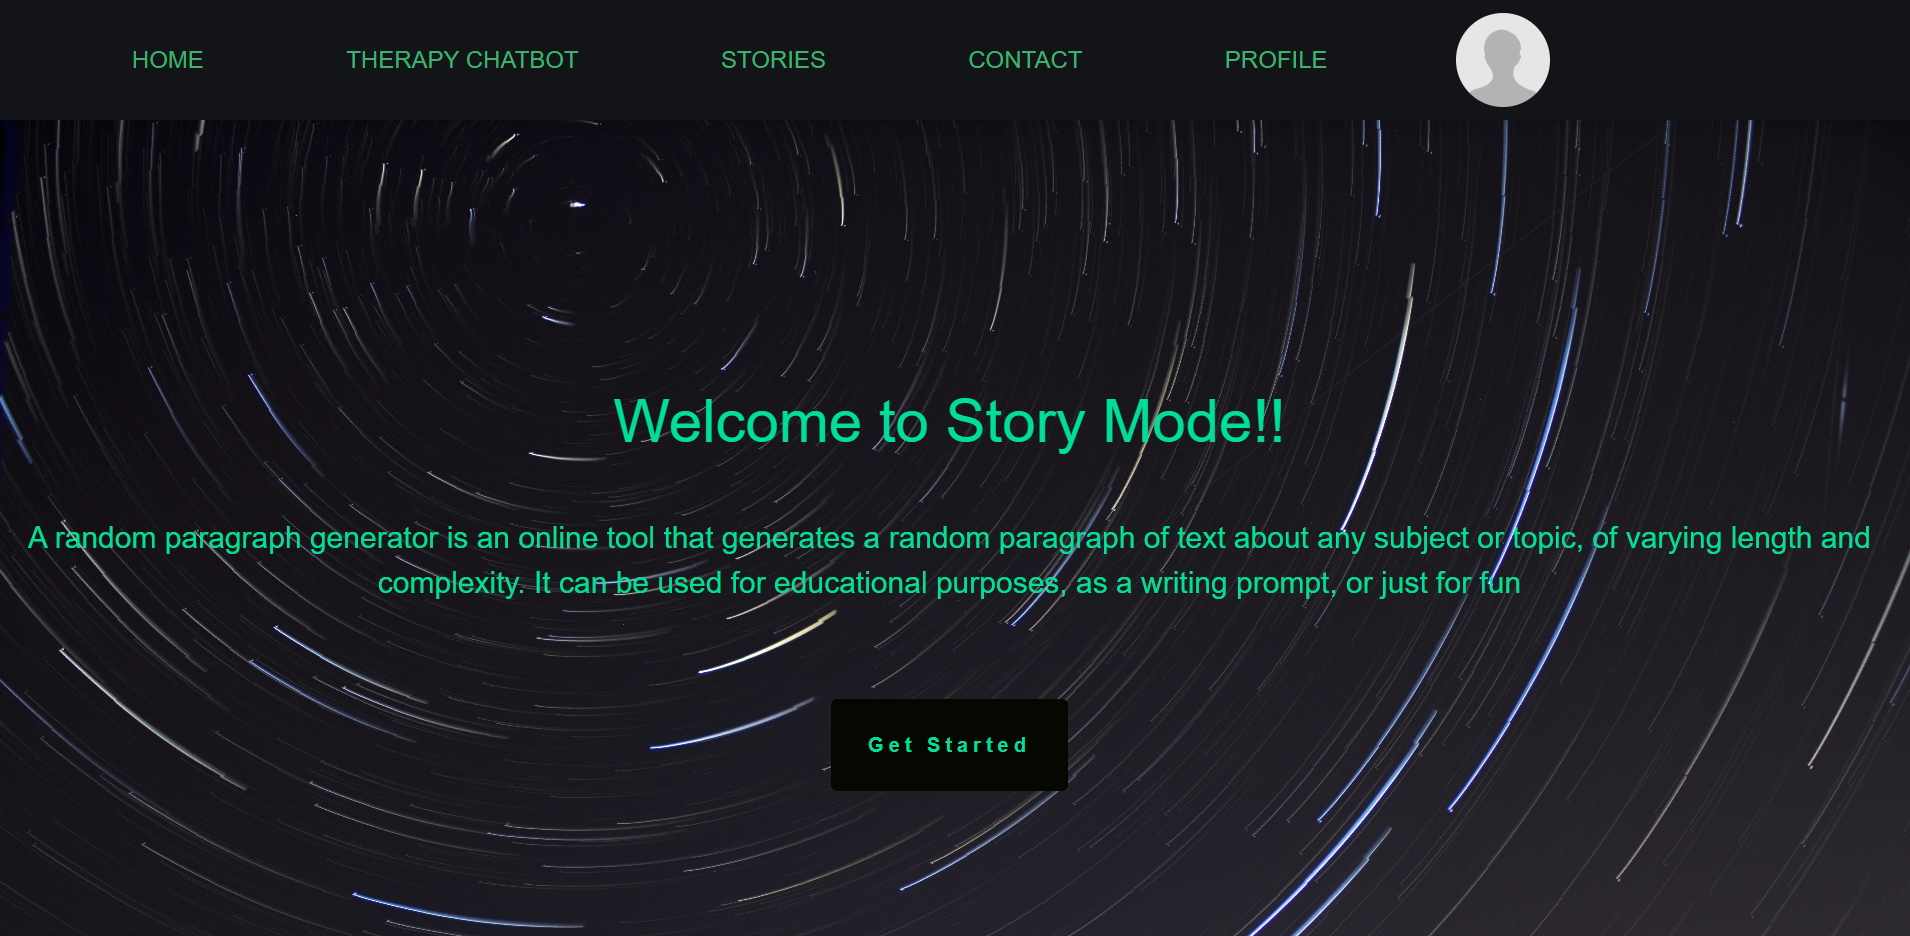 HOME THERAPY CHATBOT STORIES CONTACT PROFILE
Welcome to Story Mode!!
A random paragraph generator is an online tool that generates a random paragraph of text about any subject or topic, of varying length and
complexity. It can be used for educational purposes, as a writing prompt, or just for fun
Get Started